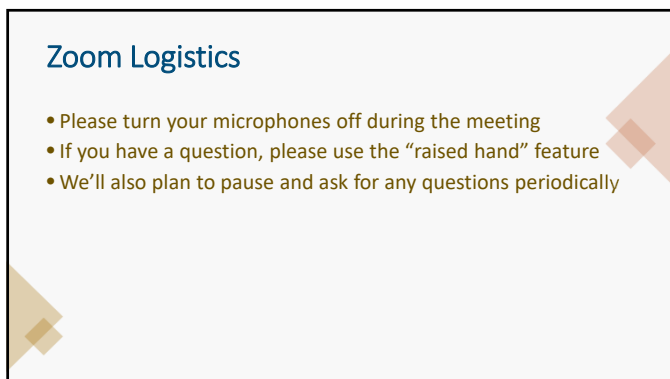 Zoom Logistics
• Please turn your microphones off during the meeting
• If you have a question, please use the “raised hand” feature
• We’ll also plan to pause and ask for any questions periodically